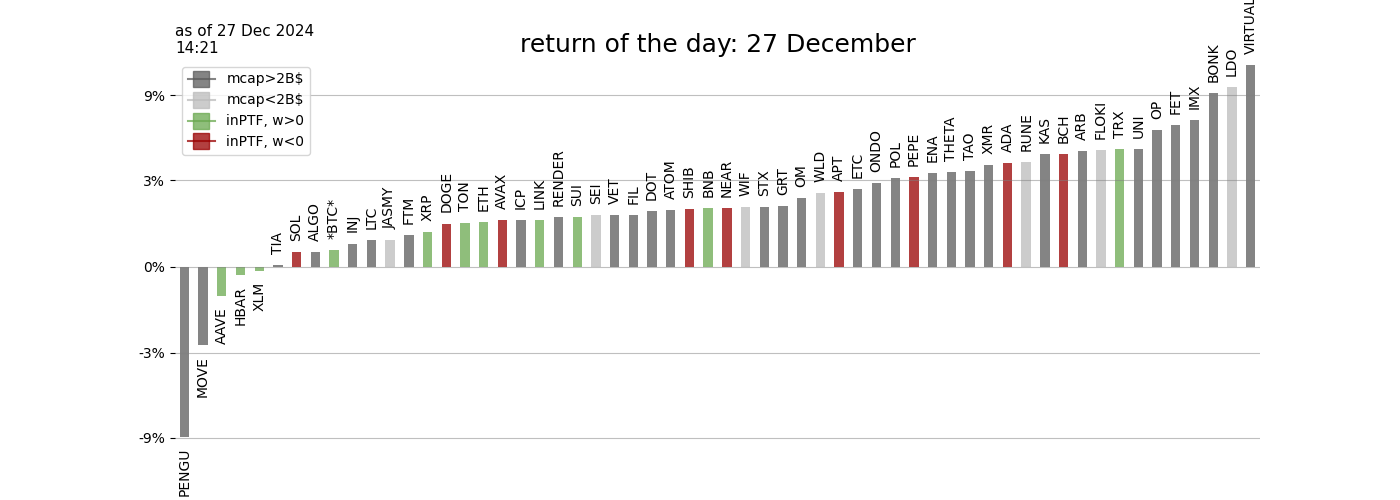 as of 27 Dec 2024
14:21
return of the day: 27 December
mcap>2B$
mcap<2B$
inPTF, w>0
inPTF, w<0
9%
3%
0%
-3%
-9%
PENGU
MOVE
AAVE
HBAR
XLM
TIA
SOL
ALGO
*BTC*
INJ
LTC
JASMY
FTM
XRP
DOGE
TON
ETH
AVAX
ICP
LINK
RENDER
SUI
SEI
VET
FIL
DOT
ATOM
SHIB
BNB
NEAR
WIF
STX
GRT
OM
WLD
APT
ETC
ONDO
POL
PEPE
ENA
THETA
TAO
XMR
ADA
RUNE
KAS
BCH
ARB
FLOKI
TRX
UNI
OP
FET
IMX
BONK
LDO
VIRTUAL